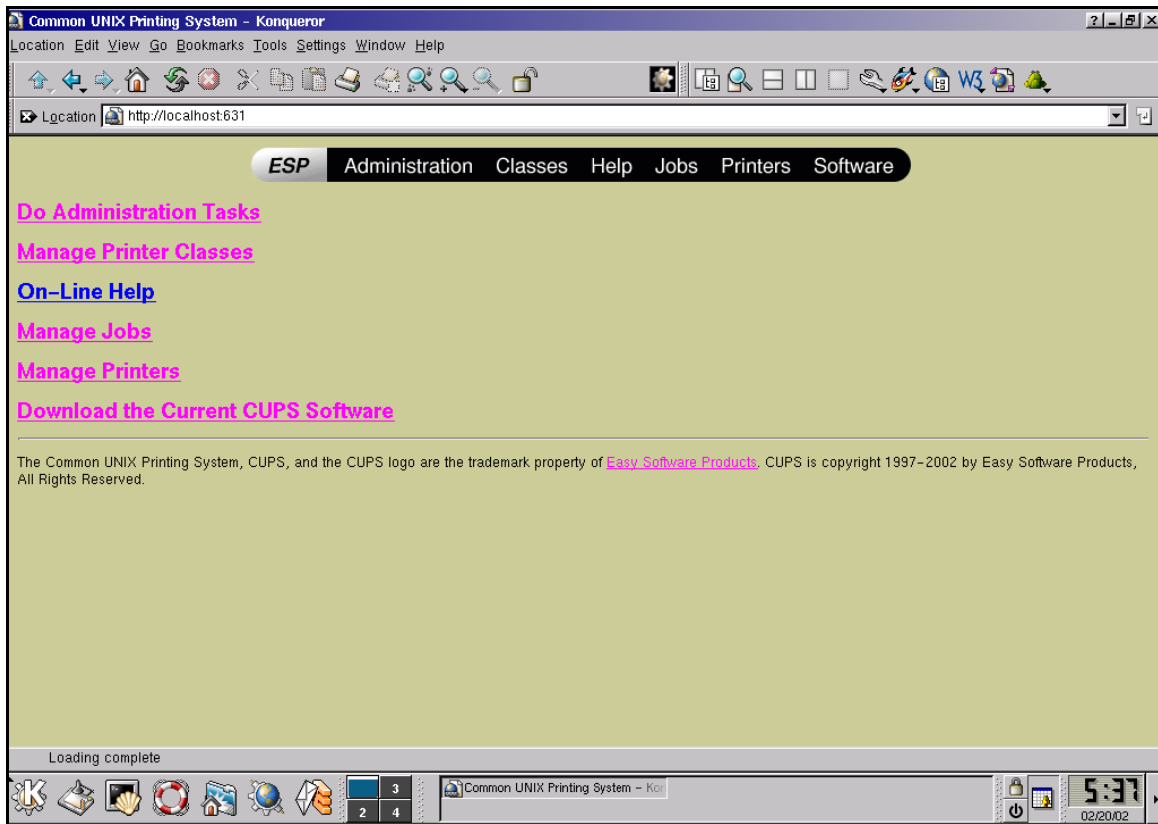 Common UNIX Printing System – Konqueror
Location Edit View Go Bookmarks Tools Settings Window Help
W3
Location http://localhost:631
ESP Administration Classes Help Jobs Printers Software
Do Administration Tasks
Manage Printer Classes
On–Line Help
Manage Jobs
Manage Printers
Download the Current CUPS Software
The Common UNIX Printing System, CUPS, and the CUPS logo are the trademark property of Easy Software Products. CUPS is copyright 1997–2002 by Easy Software Products,
All Rights Reserved.
Loading complete
3
2 4
Common UNIX Printing System – Kon
5:37
02/20/02